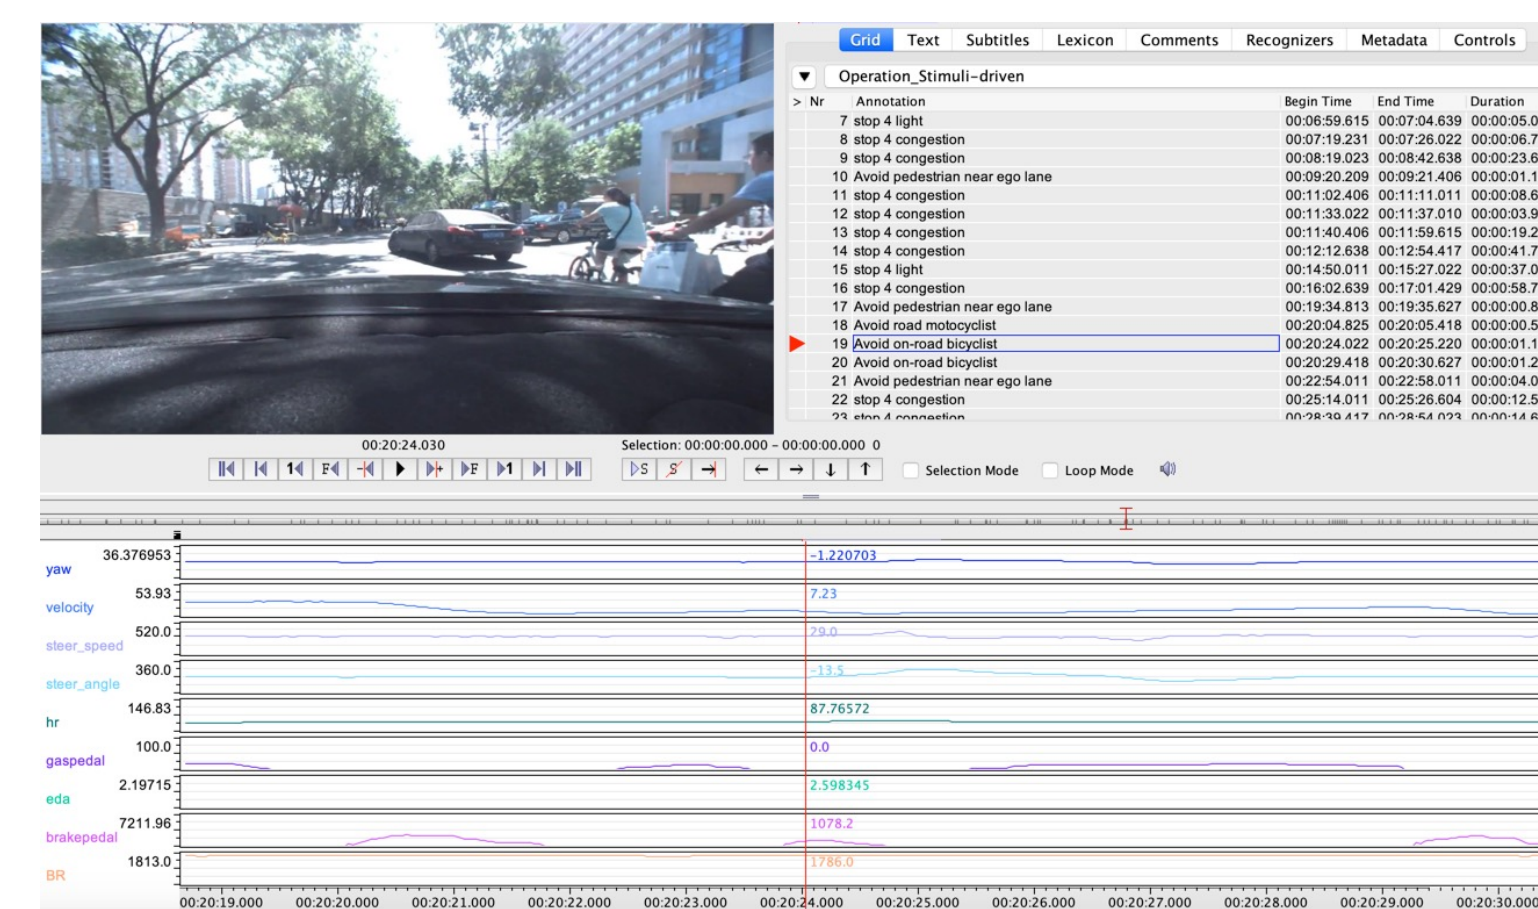 Grid Text Subtitles Lexicon Comments Recognizers Metadata Controls
▼ Operation_Stimuli-driven
> Nr Annotation Begin Time End Time Duration
7 stop 4 light 00:06:59.615 00:07:04.639 00:00:05.0
8 stop 4 congestion 00:07:19.231 00:07:26.022 00:00:06.7
9 stop 4 congestion 00:08:19.023 00:08:42.638 00:00:23.6
10 Avoid pedestrian near ego lane 00:09:20.209 00:09:21.406 00:00:01.1
11 stop 4 congestion 00:11:02.406 00:11:11.011 00:00:08.6
12 stop 4 congestion 00:11:33.022 00:11:37.010 00:00:03.9
13 stop 4 congestion 00:11:40.406 00:11:59.615 00:00:19.2
14 stop 4 congestion 00:12:12.638 00:12:54.417 00:00:41.7
15 stop 4 light 00:14:50.011 00:15:27.022 00:00:37.0
16 stop 4 congestion 00:16:02.639 00:17:01.429 00:00:58.7
17 Avoid pedestrian near ego lane 00:19:34.813 00:19:35.627 00:00:00.8
18 Avoid road motocyclist 00:20:04.825 00:20:05.418 00:00:00.5
19 Avoid on-road bicyclist 00:20:24.022 00:20:25.220 00:00:01.1
20 Avoid on-road bicyclist 00:20:29.418 00:20:30.627 00:00:01.2
21 Avoid pedestrian near ego lane 00:22:54.011 00:22:58.011 00:00:04.0
22 stop 4 congestion 00:25:14.011 00:25:26.604 00:00:12.5
23 stop 4 congestion 00:28:39.417 00:28:54.023 00:00:14.6
00:20:24.030 Selection: 00:00:00.000 - 00:00:00.000 0
1 F F 1 S S Selection Mode Loop Mode
yaw 36.376953 -1.220703
velocity 53.93 7.23
steer_speed 520.0 29.0
steer_angle 360.0 -13.5
hr 146.83 87.76572
gaspedal 100.0 0.0
eda 2.19715 2.598345
brakepedal 7211.96 1078.2
BR 1813.0 1786.0
00:20:19.000 00:20:20.000 00:20:21.000 00:20:22.000 00:20:23.000 00:20:24.000 00:20:25.000 00:20:26.000 00:20:27.000 00:20:28.000 00:20:29.000 00:20:30.000